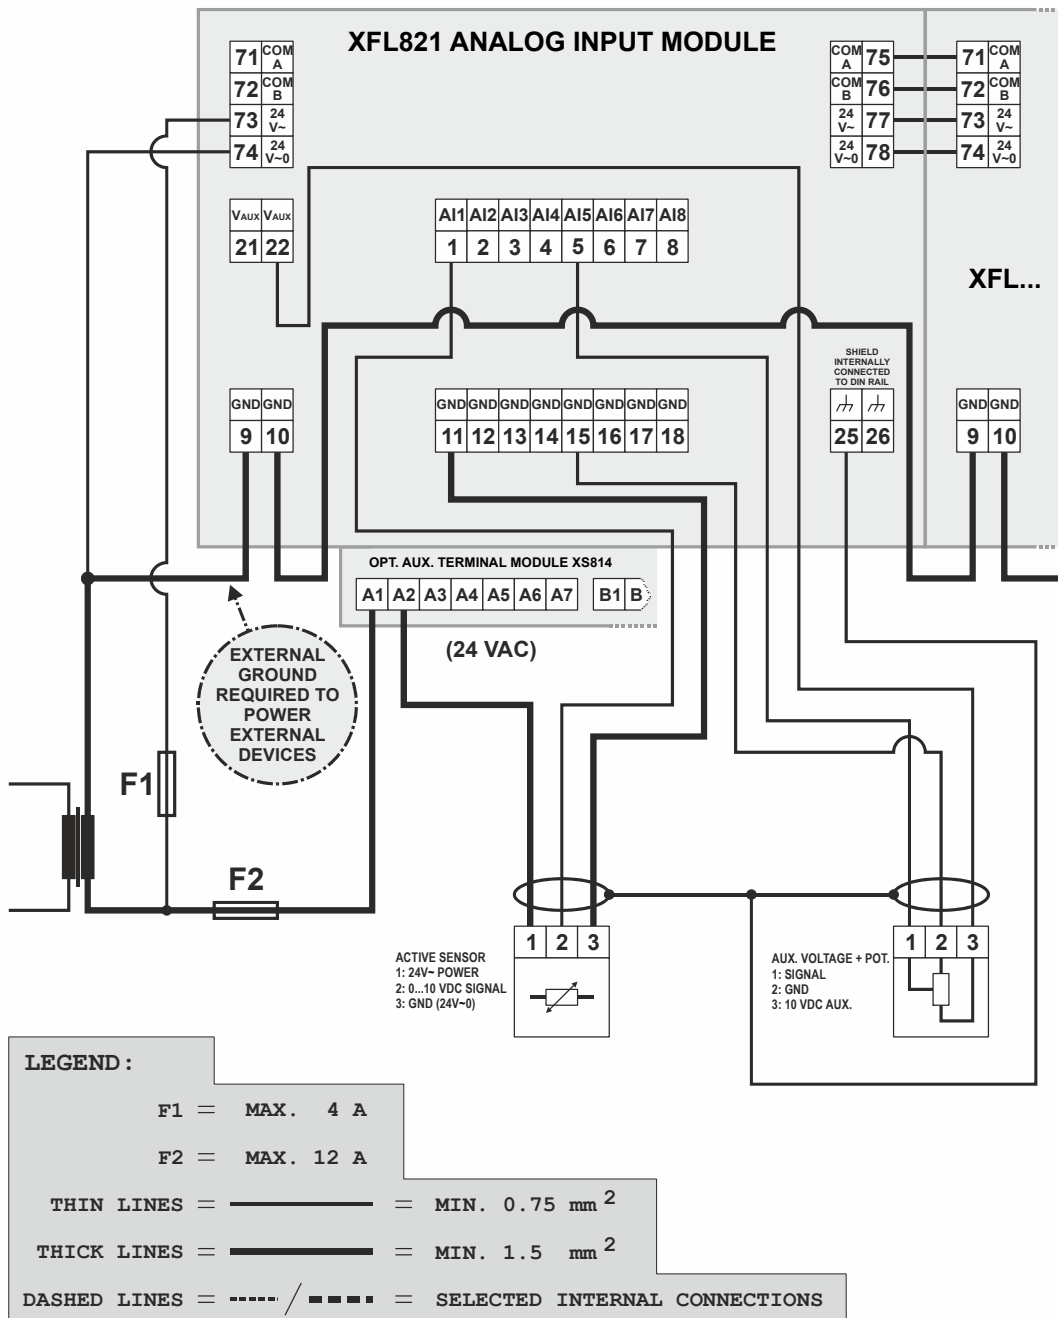 XFL821 ANALOG INPUT MODULE
71 COM A
72 COM B
73 24 V~
74 24 V~0
COM A 75
COM B 76
24 V~ 77
24 V~0 78
71 COM A
72 COM B
73 24 V~
74 24 V~0
VAUX VAUX
21 22
AI1 AI2 AI3 AI4 AI5 AI6 AI7 AI8
1 2 3 4 5 6 7 8
XFL...
SHIELD
INTERNALLY
CONNECTED
TO DIN RAIL
25 26
GND GND
9 10
GND GND GND GND GND GND GND GND
11 12 13 14 15 16 17 18
GND GND
9 10
OPT. AUX. TERMINAL MODULE XS814
A1 A2 A3 A4 A5 A6 A7 B1 B
(24 VAC)
EXTERNAL
GROUND
REQUIRED TO
POWER
EXTERNAL
DEVICES
F1
F2
1 2 3
ACTIVE SENSOR
1: 24V~ POWER
2: 0...10 VDC SIGNAL
3: GND (24V~0)
1 2 3
AUX. VOLTAGE + POT.
1: SIGNAL
2: GND
3: 10 VDC AUX.
LEGEND:
F1 = MAX. 4 A
F2 = MAX. 12 A
THIN LINES = = MIN. 0.75 mm²
THICK LINES = = MIN. 1.5 mm²
DASHED LINES = / = SELECTED INTERNAL CONNECTIONS